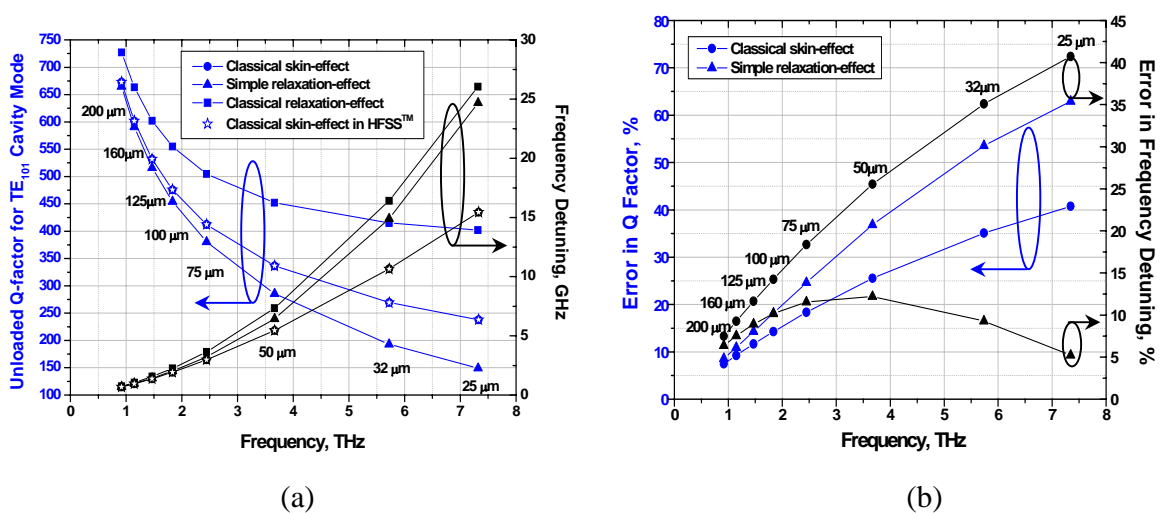 Unloaded Q-factor for TE101 Cavity Mode
750
700
650
600
550
500
450
400
350
300
250
200
150
100
Classical skin-effect
Simple relaxation-effect
Classical relaxation-effect
Classical skin-effect in HFSS™
200 µm
160µm
125µm
100 µm
75 µm
50 µm
32 µm
25 µm
30
25
20
15
10
5
0
Frequency Detuning, GHz
0 1 2 3 4 5 6 7 8
Frequency, THz
(a)
Error in Q Factor, %
80
70
60
50
40
30
20
10
0
Classical skin-effect
Simple relaxation-effect
25 µm
32µm
50µm
75 µm
100 µm
125 µm
160 µm
200 µm
45
40
35
30
25
20
15
10
5
0
Error in Frequency Detuning, %
0 1 2 3 4 5 6 7 8
Frequency, THz
(b)